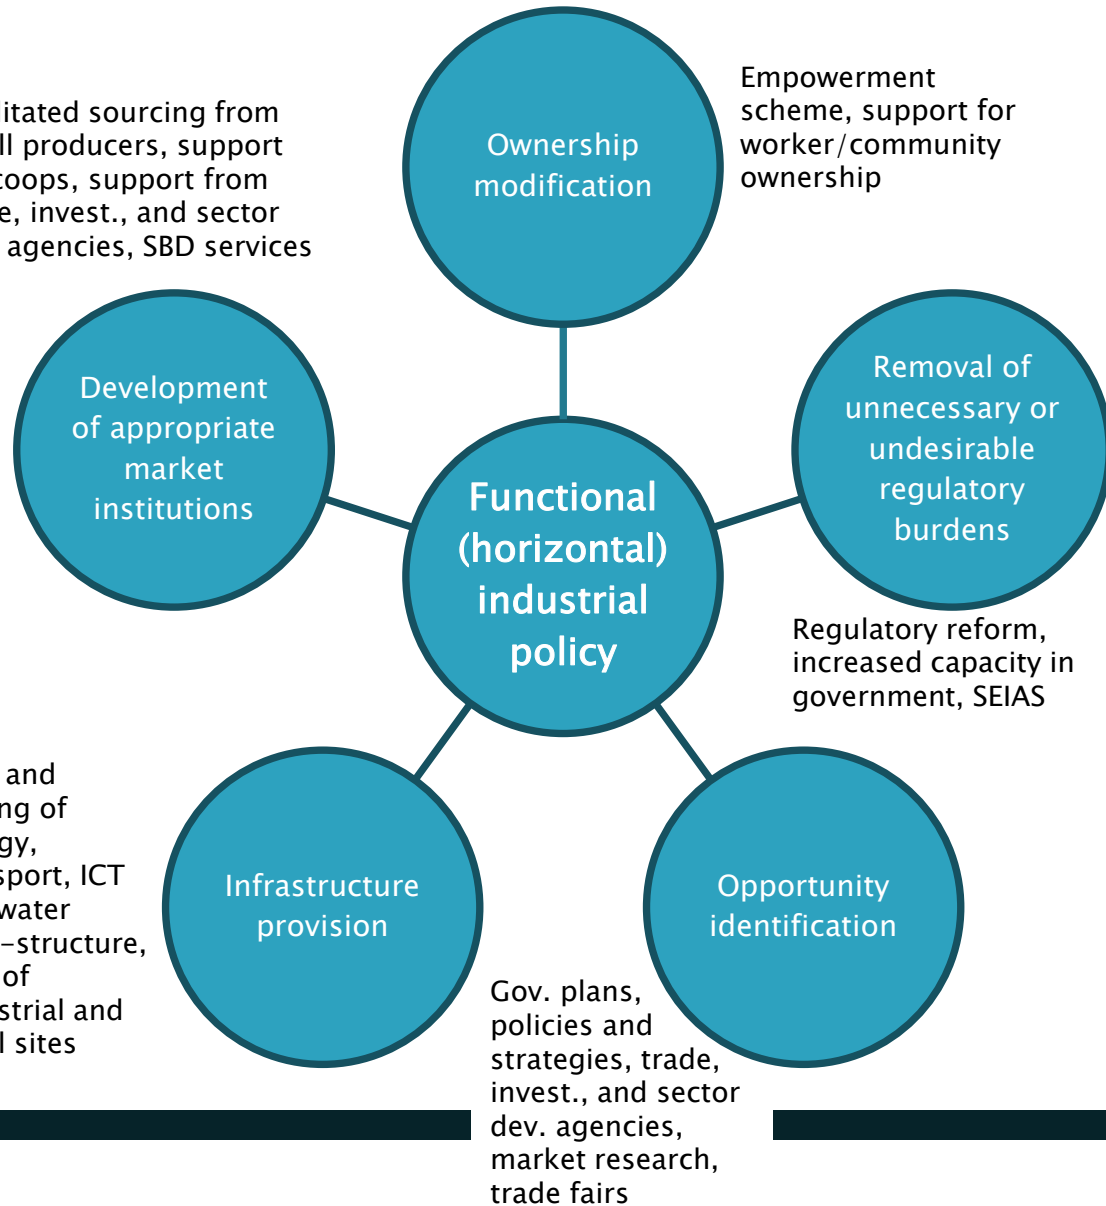 Ownership
modification
Empowerment
scheme, support for
worker/community
ownership
litated sourcing from
ll producers, support
coops, support from
e, invest., and sector
agencies, SBD services
Development
of appropriate
market
institutions
Removal of
unnecessary or
undesirable
regulatory
burdens
Regulatory reform,
increased capacity in
government, SEIAS
Functional
(horizontal)
industrial
policy
and
ng of
gy,
sport, ICT
water
-structure,
of
strial and
l sites
Infrastructure
provision
Opportunity
identification
Gov. plans,
policies and
strategies, trade,
invest., and sector
dev. agencies,
market research,
trade fairs